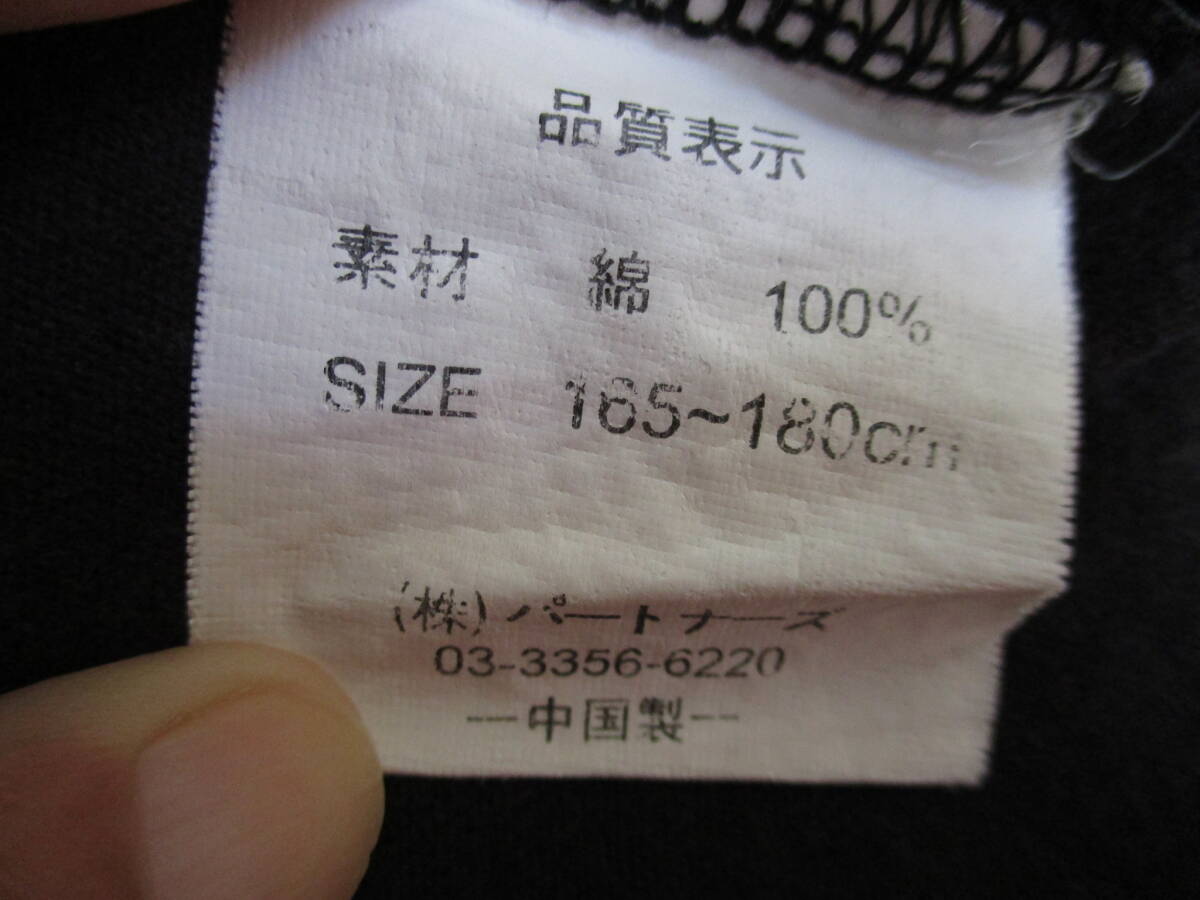 品質表示
素材 綿 100%
SIZE 165~180cm
(株)パートナーズ
03-3356-6220
--中国製--